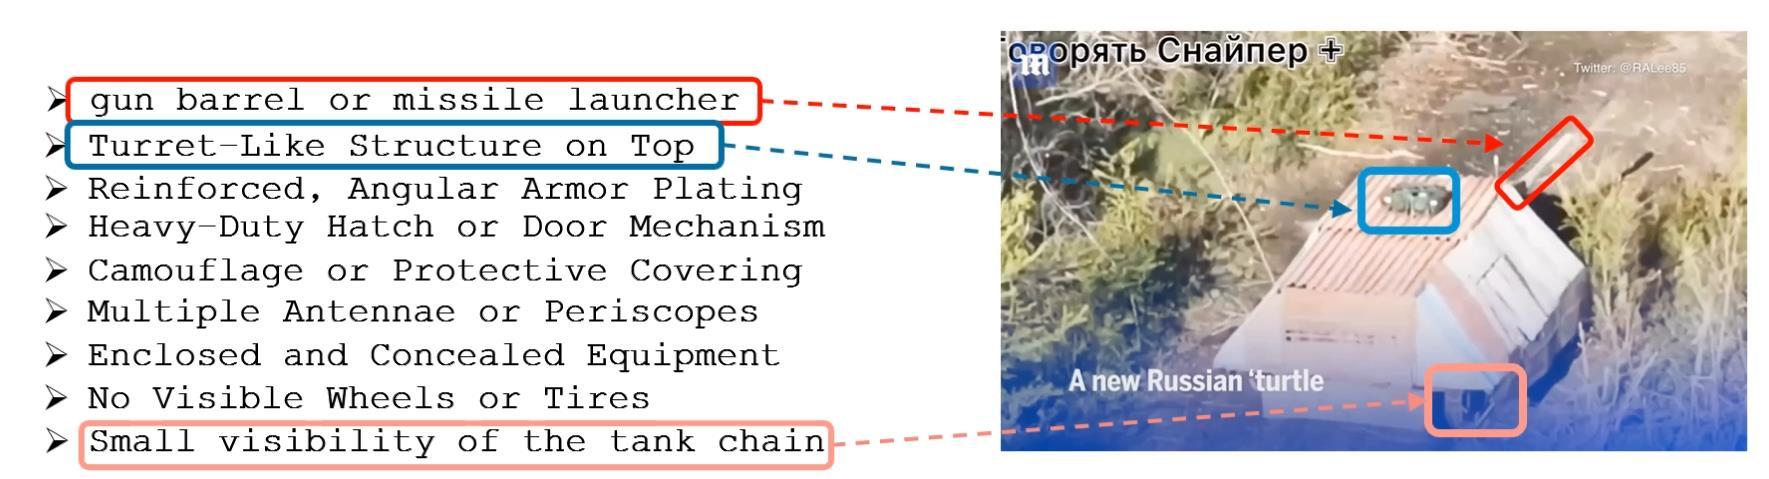 gun barrel or missile launcher
Turret-Like Structure on Top
Reinforced, Angular Armor Plating
Heavy-Duty Hatch or Door Mechanism
Camouflage or Protective Covering
Multiple Antennae or Periscopes
Enclosed and Concealed Equipment
No Visible Wheels or Tires
Small visibility of the tank chain
Говорять Снайпер +
m
Twitter: @RALee85
A new Russian ‘turtle